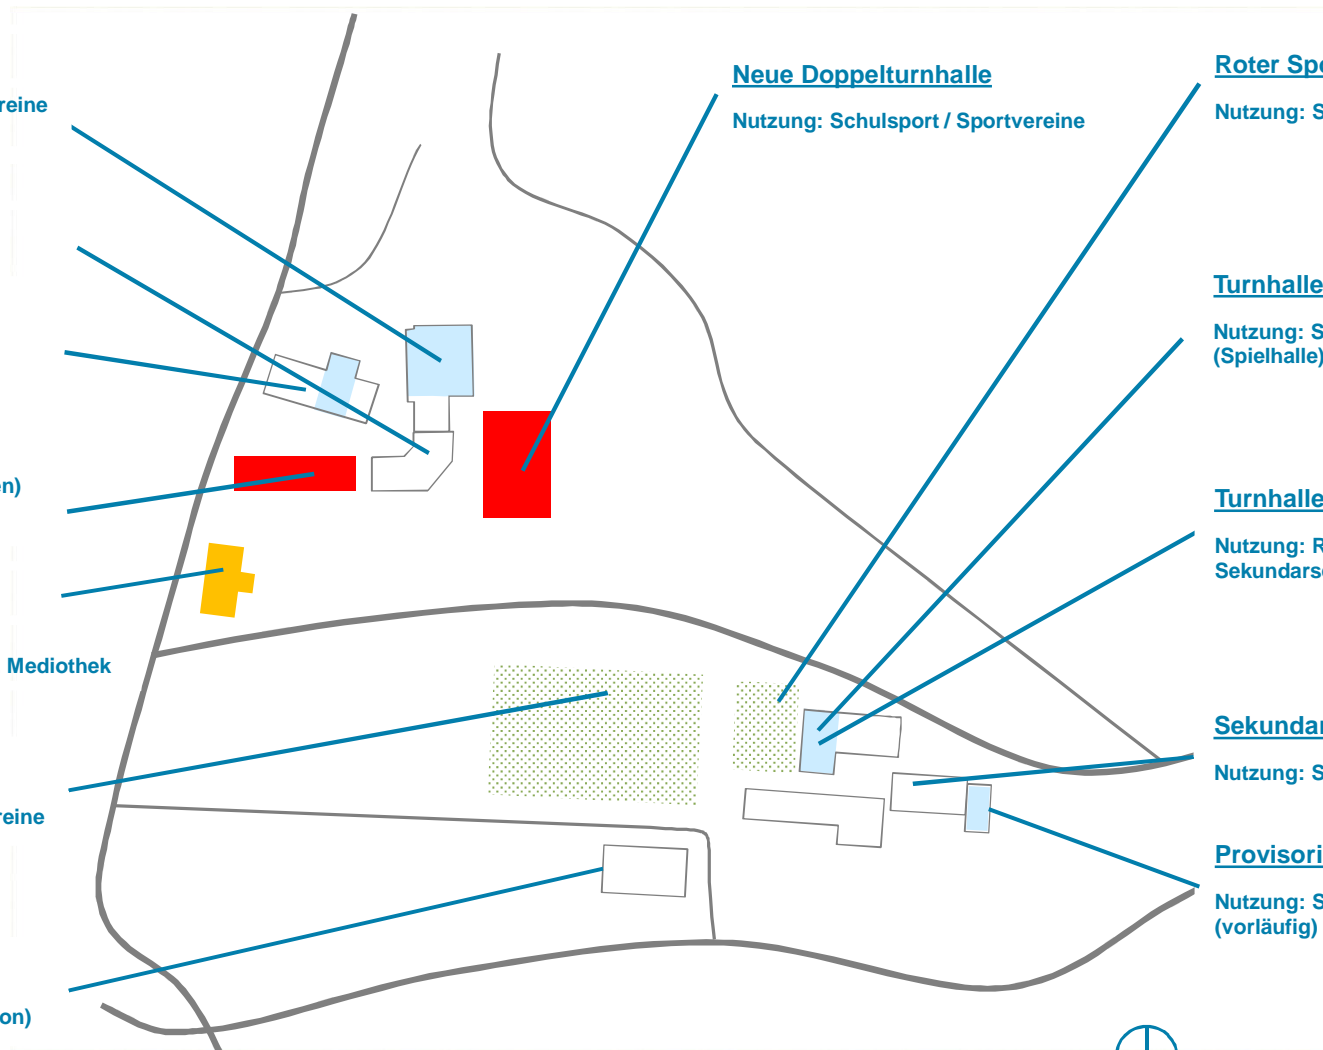 reine
en)
Mediothek
reine
on)
Neue Doppelturnhalle
Nutzung: Schulsport / Sportvereine
Roter Spo
Nutzung: S
Turnhalle
Nutzung: S
(Spielhalle)
Turnhalle
Nutzung: R
Sekundars
Sekundar
Nutzung: S
Provisori
Nutzung: S
(vorläufig)